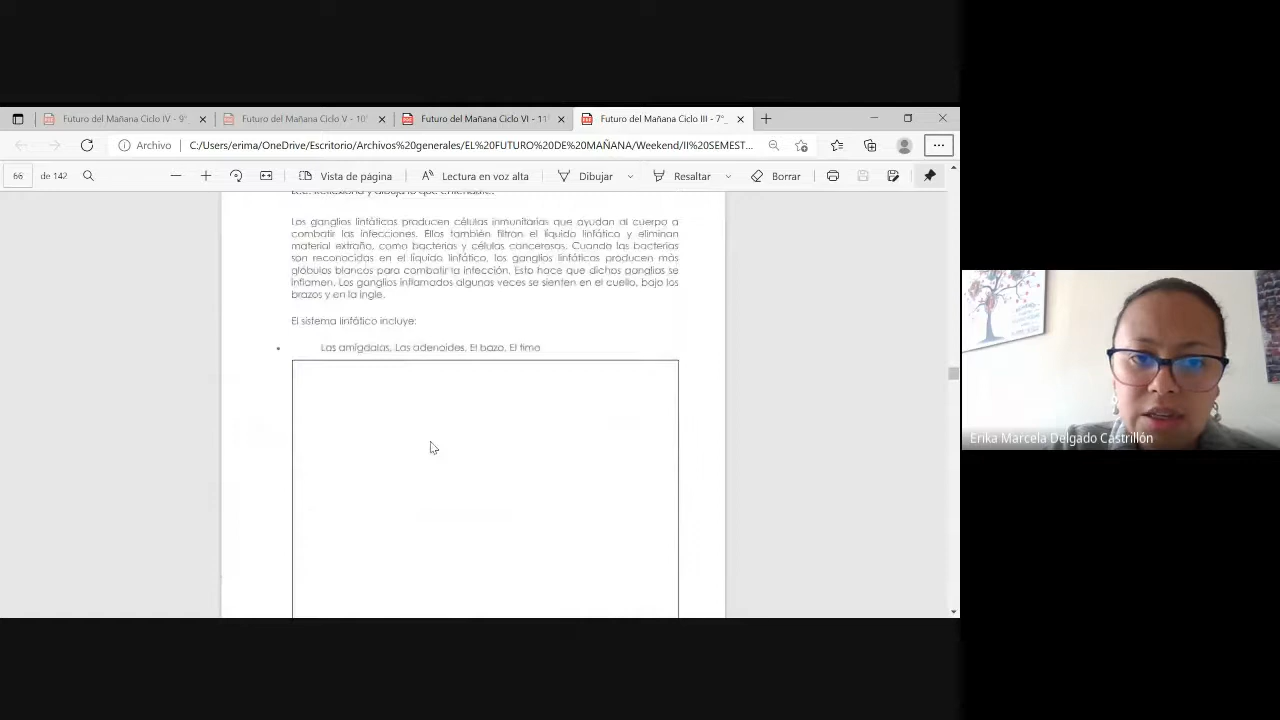 Futuro del Mañana Ciclo IV - 9°
Futuro del Mañana Ciclo V - 10°
Futuro del Mañana Ciclo VI - 11°
Futuro del Mañana Ciclo III - 7°_
Archivo
C:/Users/erima/OneDrive/Escritorio/Archivos%20generales/EL%20FUTURO%20DE%20MAÑANA/Weekend/II%20SEMEST...
66
de 142
Vista de página
Lectura en voz alta
Dibujar
Resaltar
Borrar
Lee. Reflexiona y dibuja lo que entendiste.
Los ganglios linfáticos producen células inmunitarias que ayudan al cuerpo a
combatir las infecciones. Ellos también filtran el líquido linfático y eliminan
material extraño, como bacterias y células cancerosas. Cuando las bacterias
son reconocidas en el líquido linfático, los ganglios linfáticos producen más
glóbulos blancos para combatir la infección. Esto hace que dichos ganglios se
inflamen. Los ganglios inflamados algunas veces se sienten en el cuello, bajo los
brazos y en la ingle.
El sistema linfático incluye:
• Las amígdalas, Las adenoides, El bazo, El timo
Erika Marcela Delgado Castrillón